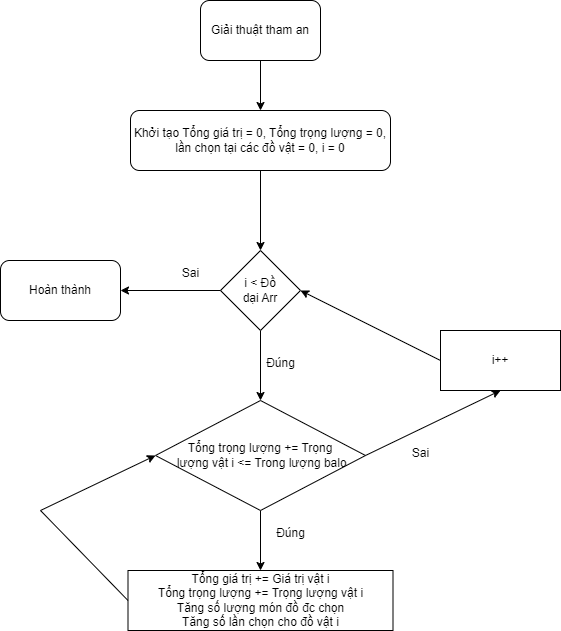 Giải thuật tham an
Khởi tạo Tổng giá trị = 0, Tổng trọng lượng = 0,
lần chọn tại các đồ vật = 0, i = 0
Sai
i < Đồ
dại Arr
Hoàn thành
Đúng
i++
Tổng trọng lượng += Trọng
lượng vật i <= Trong lượng balo
Sai
Đúng
Tổng giá trị += Giá trị vật i
Tổng trọng lượng += Trọng lượng vật i
Tăng số lượng món đồ đc chọn
Tăng số lần chọn cho đồ vật i